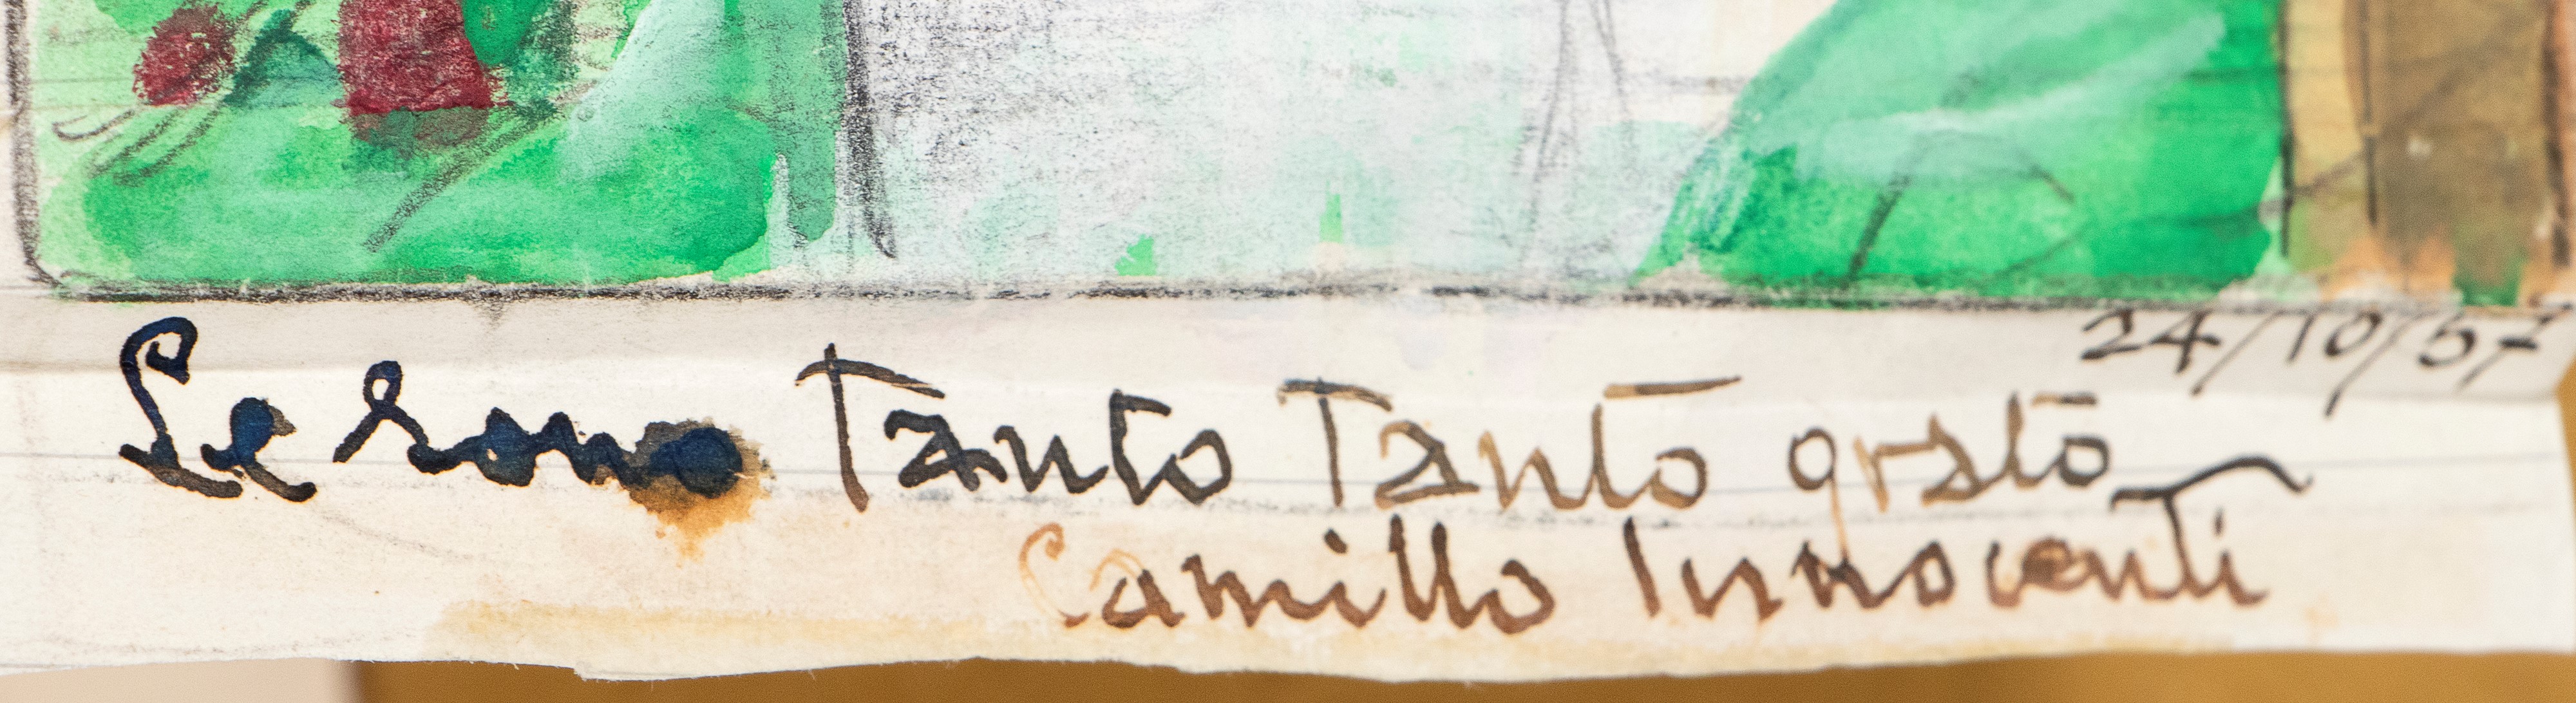 24/10/57
Le sono Tanto Tanto grato
Camillo Innocenti